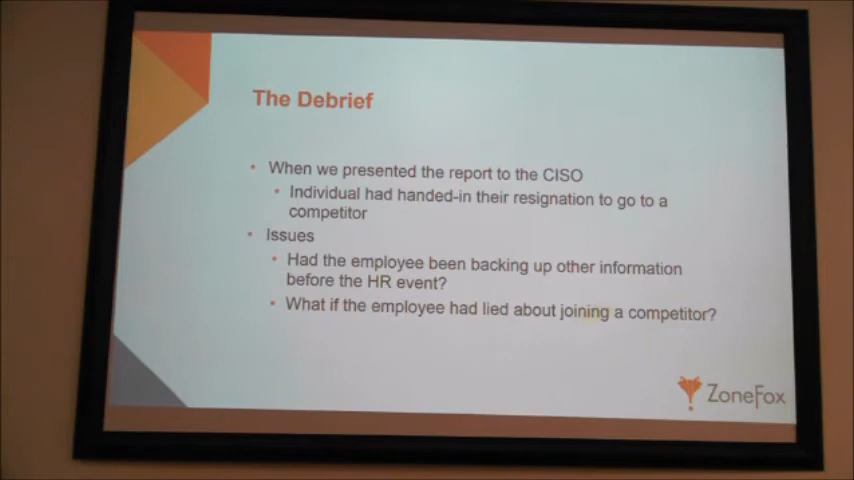 The Debrief
• When we presented the report to the CISO
• Individual had handed-in their resignation to go to a
competitor
• Issues
• Had the employee been backing up other information
before the HR event?
• What if the employee had lied about joining a competitor?
ZoneFox